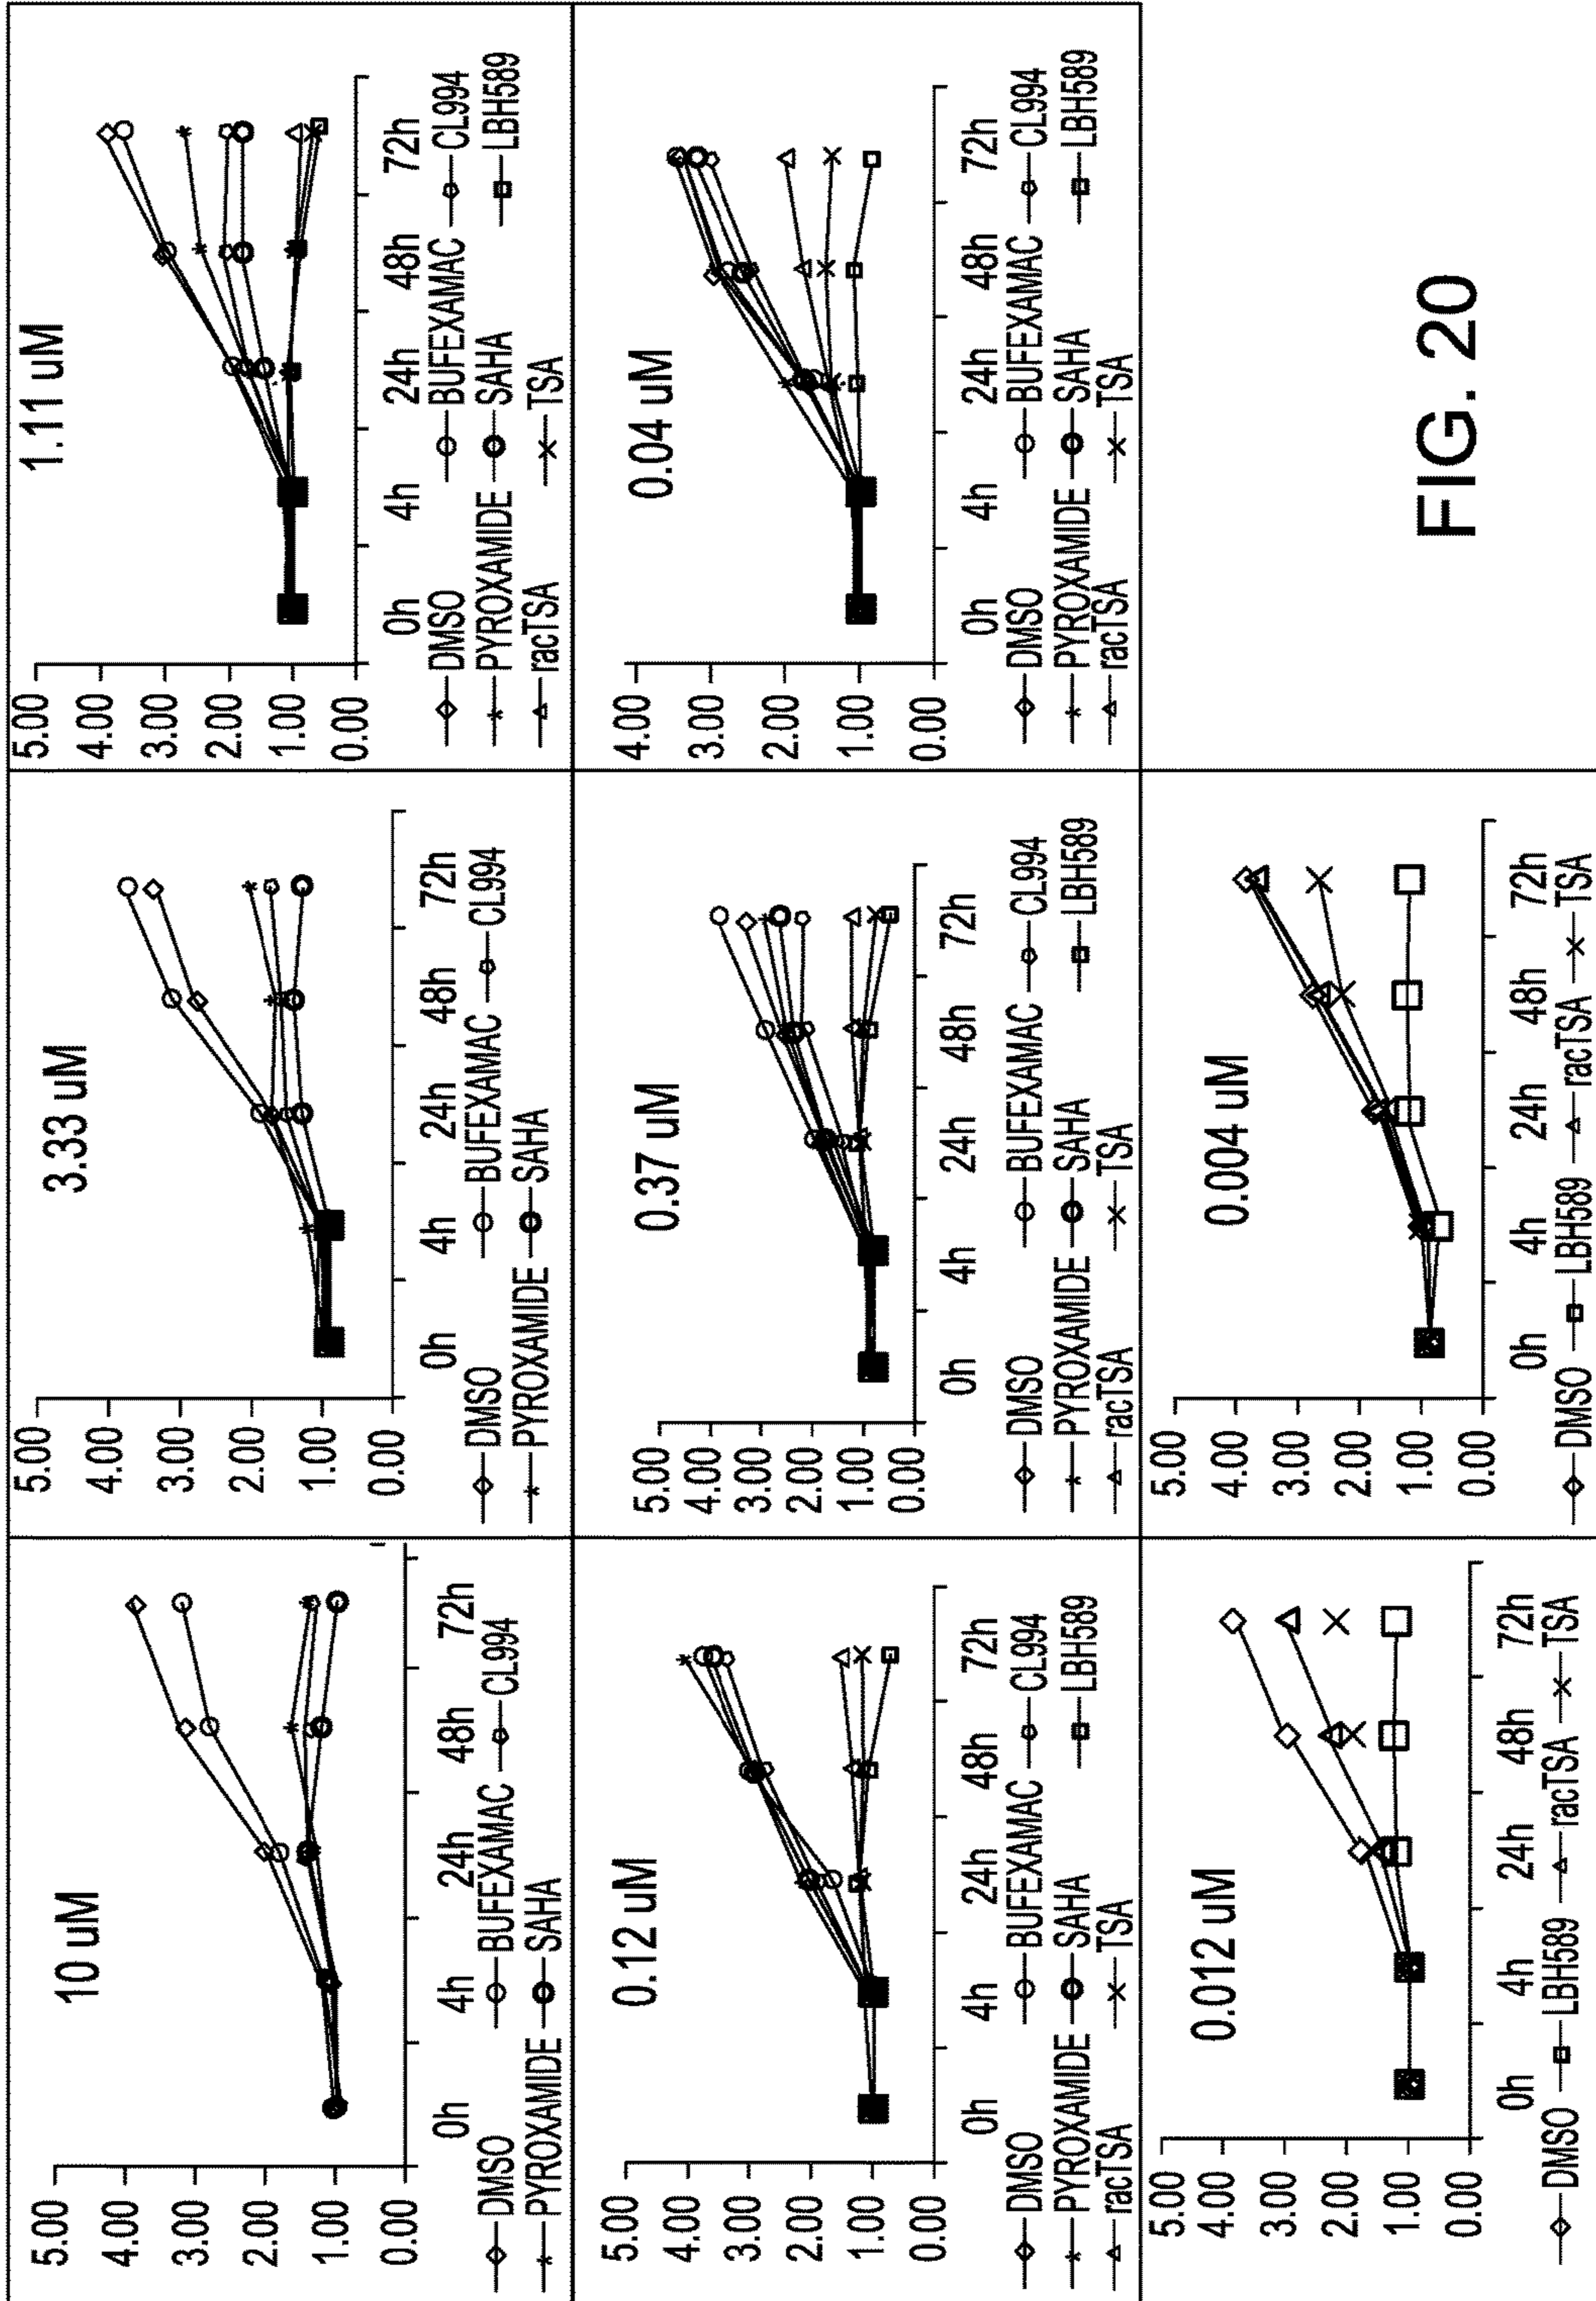 10 uM
5.00
4.00
3.00
2.00
1.00
0.00
0h 4h 24h 48h 72h
DMSO BUFEXAMAC CL994
PYROXAMIDE SAHA
3.33 uM
5.00
4.00
3.00
2.00
1.00
0.00
0h 4h 24h 48h 72h
DMSO BUFEXAMAC CL994
PYROXAMIDE SAHA
1.11 uM
5.00
4.00
3.00
2.00
1.00
0.00
0h 4h 24h 48h 72h
DMSO BUFEXAMAC CL994
PYROXAMIDE SAHA LBH589
racTSA TSA
0.12 uM
5.00
4.00
3.00
2.00
1.00
0.00
0h 4h 24h 48h 72h
DMSO BUFEXAMAC CL994
PYROXAMIDE SAHA LBH589
racTSA TSA
0.37 uM
5.00
4.00
3.00
2.00
1.00
0.00
0h 4h 24h 48h 72h
DMSO BUFEXAMAC CL994
PYROXAMIDE SAHA LBH589
racTSA TSA
0.04 uM
4.00
3.00
2.00
1.00
0.00
0h 4h 24h 48h 72h
DMSO BUFEXAMAC CL994
PYROXAMIDE SAHA LBH589
racTSA TSA
0.012 uM
5.00
4.00
3.00
2.00
1.00
0.00
0h 4h 24h 48h 72h
DMSO LBH589 racTSA TSA
0.004 uM
5.00
4.00
3.00
2.00
1.00
0.00
0h 4h 24h 48h 72h
DMSO LBH589 racTSA TSA
FIG. 20